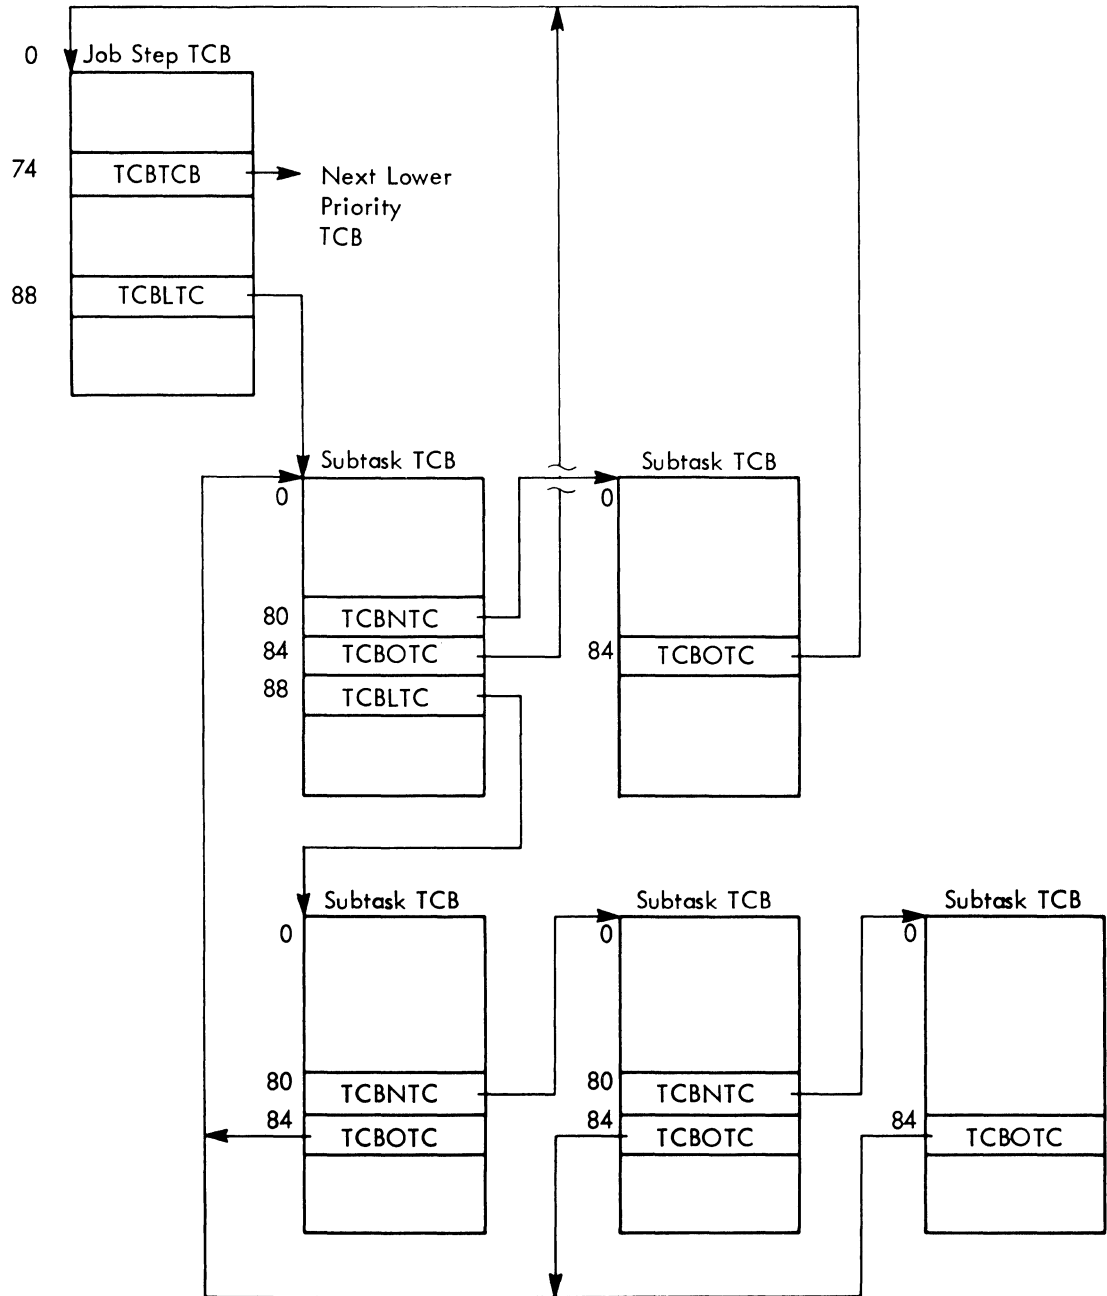 0 Job Step TCB
74 TCBTCB Next Lower
Priority
TCB
88 TCBLTC
Subtask TCB Subtask TCB
0 0
80 TCBNTC
84 TCBOTC 84 TCBOTC
88 TCBLTC
Subtask TCB Subtask TCB Subtask TCB
0 0 0
80 TCBNTC 80 TCBNTC
84 TCBOTC 84 TCBOTC 84 TCBOTC